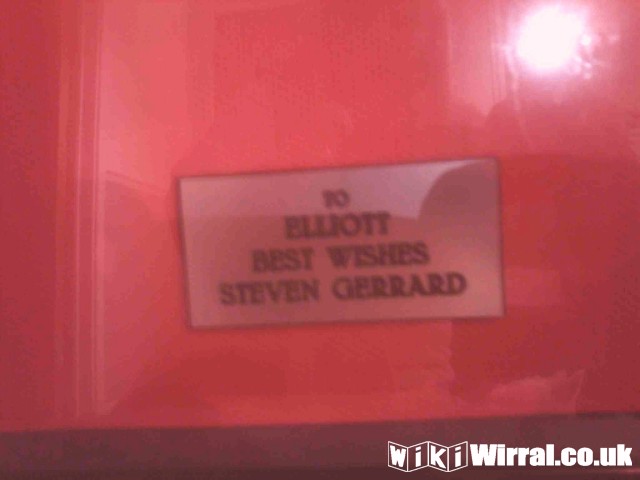 TO
ELLIOTT
BEST WISHES
STEVEN GERRARD
WiKiWirral.co.uk